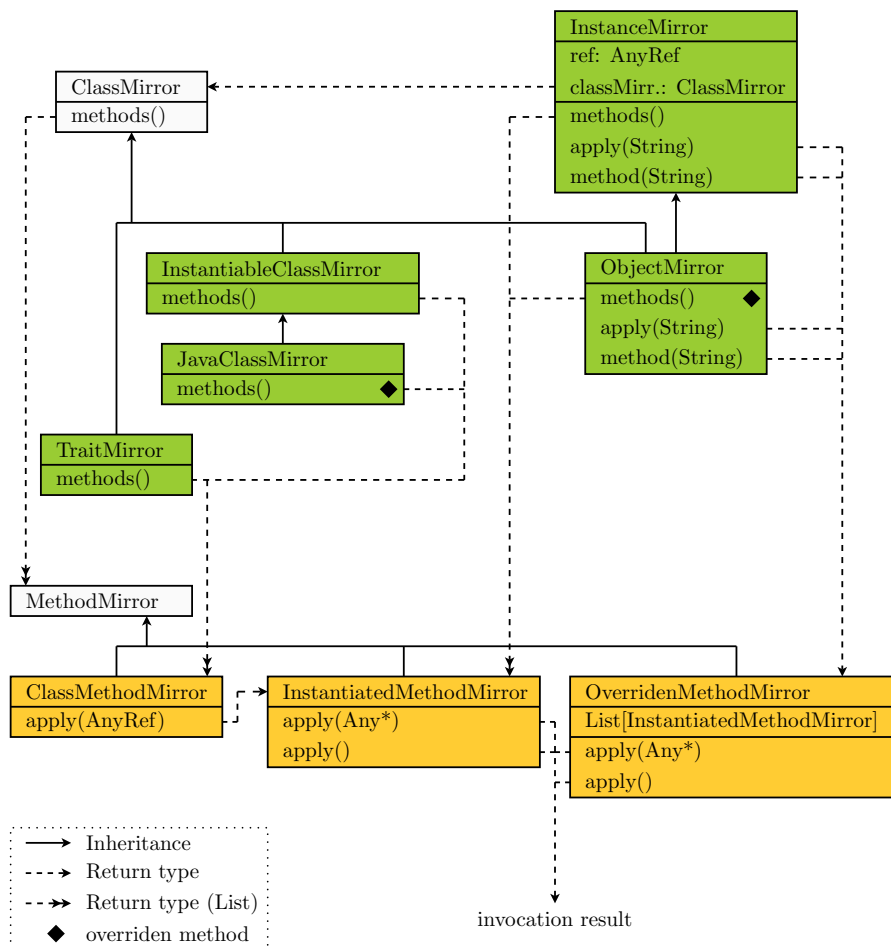 InstanceMirror
ref: AnyRef
classMirr.: ClassMirror
methods()
apply(String)
method(String)
ClassMirror
methods()
InstantiableClassMirror
methods()
ObjectMirror
methods()
apply(String)
method(String)
JavaClassMirror
methods()
TraitMirror
methods()
MethodMirror
ClassMethodMirror
apply(AnyRef)
InstantiatedMethodMirror
apply(Any*)
apply()
OverridenMethodMirror
List[InstantiatedMethodMirror]
apply(Any*)
apply()
Inheritance
Return type
Return type (List)
overriden method
invocation result